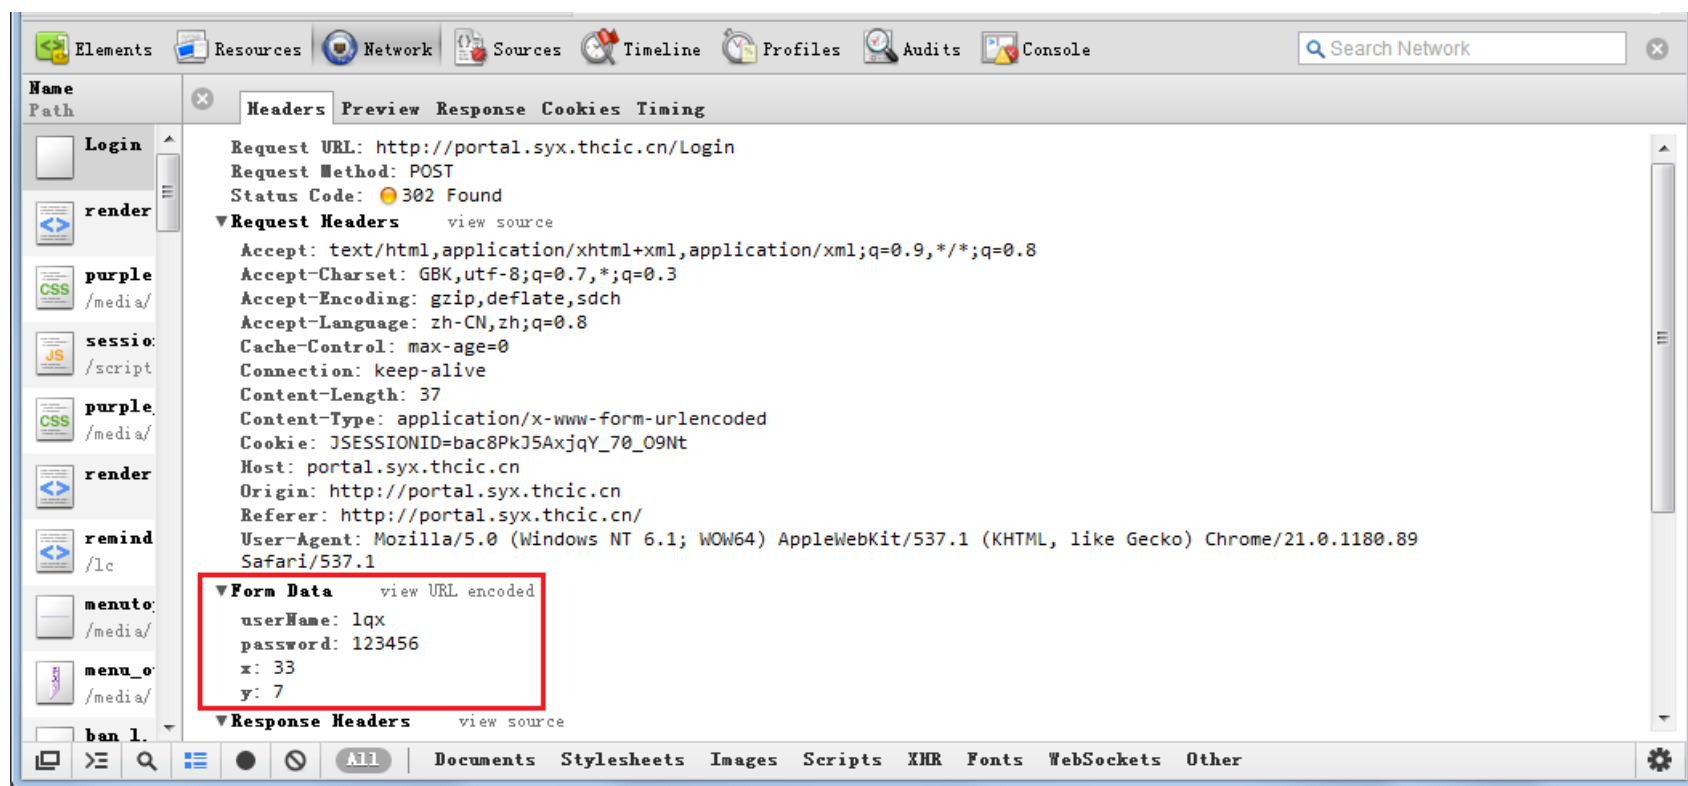 Elements Resources Network Sources Timeline Profiles Audits Console Search Network
Name
Path
Headers Preview Response Cookies Timing
Login
render
purple
/media/
sessio
/script
purple
/media/
render
remind
/lc
menuto
/media/
menu_o
/media/
ban l.
Request URL: http://portal.syx.thcic.cn/Login
Request Method: POST
Status Code: 302 Found
Request Headers view source
Accept: text/html,application/xhtml+xml,application/xml;q=0.9,*/*;q=0.8
Accept-Charset: GBK,utf-8;q=0.7,*;q=0.3
Accept-Encoding: gzip,deflate,sdch
Accept-Language: zh-CN,zh;q=0.8
Cache-Control: max-age=0
Connection: keep-alive
Content-Length: 37
Content-Type: application/x-www-form-urlencoded
Cookie: JSESSIONID=bac8PkJ5AxjqY_70_O9Nt
Host: portal.syx.thcic.cn
Origin: http://portal.syx.thcic.cn
Referer: http://portal.syx.thcic.cn/
User-Agent: Mozilla/5.0 (Windows NT 6.1; WOW64) AppleWebKit/537.1 (KHTML, like Gecko) Chrome/21.0.1180.89
Safari/537.1
Form Data view URL encoded
userName: lqx
password: 123456
x: 33
y: 7
Response Headers view source
All Documents Stylesheets Images Scripts XHR Fonts WebSockets Other